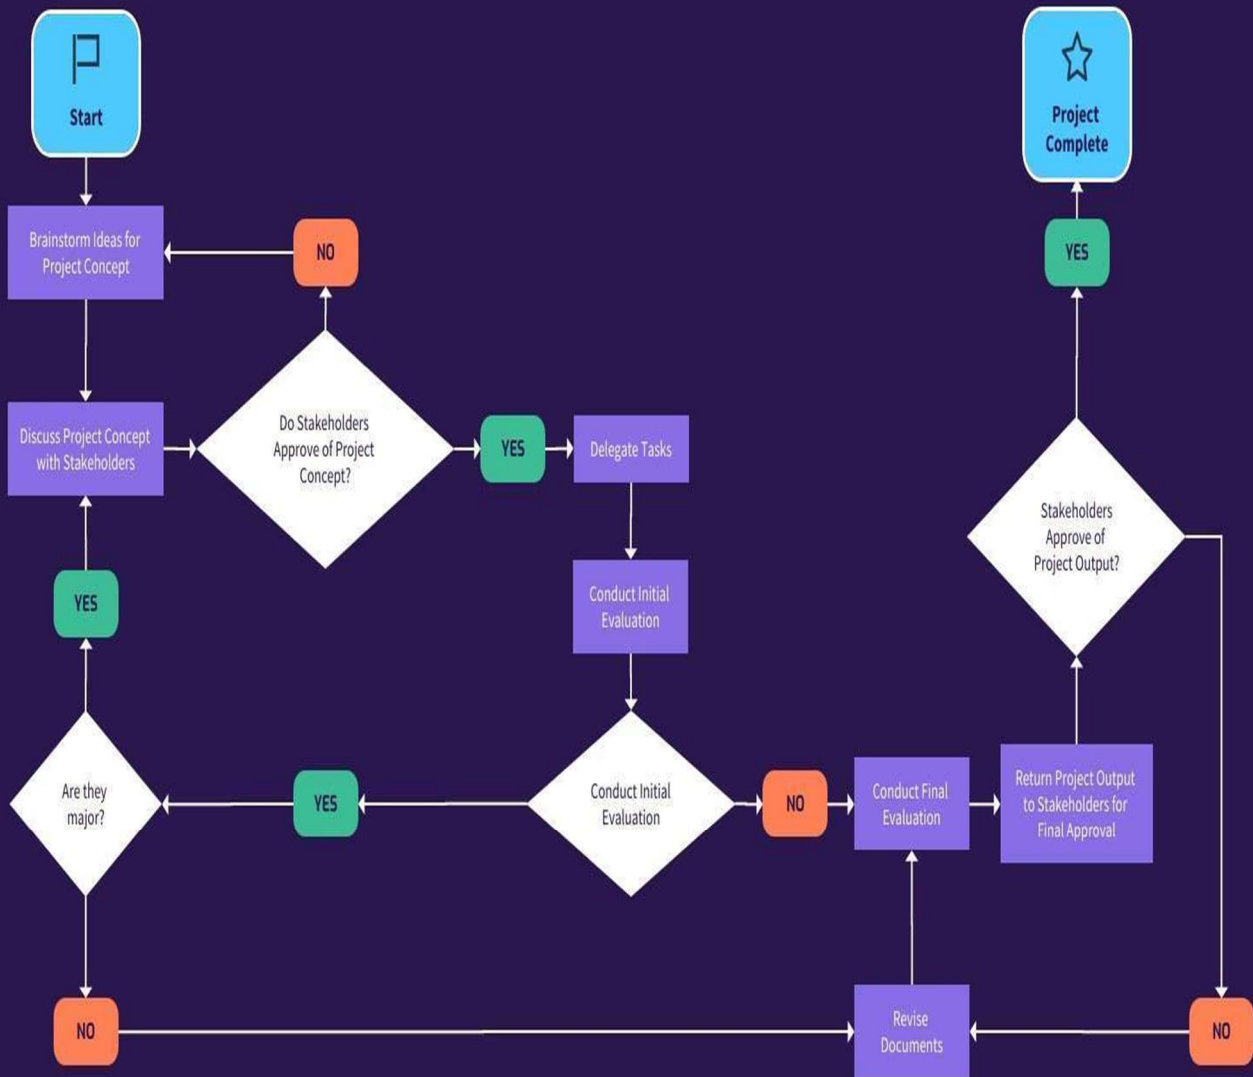 Start
Project
Complete
Brainstorm Ideas for
Project Concept
NO
YES
Discuss Project Concept
with Stakeholders
Do Stakeholders
Approve of Project
Concept?
YES
Delegate Tasks
Stakeholders
Approve of
Project Output?
YES
Conduct Initial
Evaluation
Are they
major?
YES
Conduct Initial
Evaluation
NO
Conduct Final
Evaluation
Return Project Output
to Stakeholders for
Final Approval
NO
Revise
Documents
NO